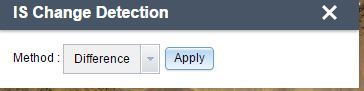 IS Change Detection
Method : Difference Apply